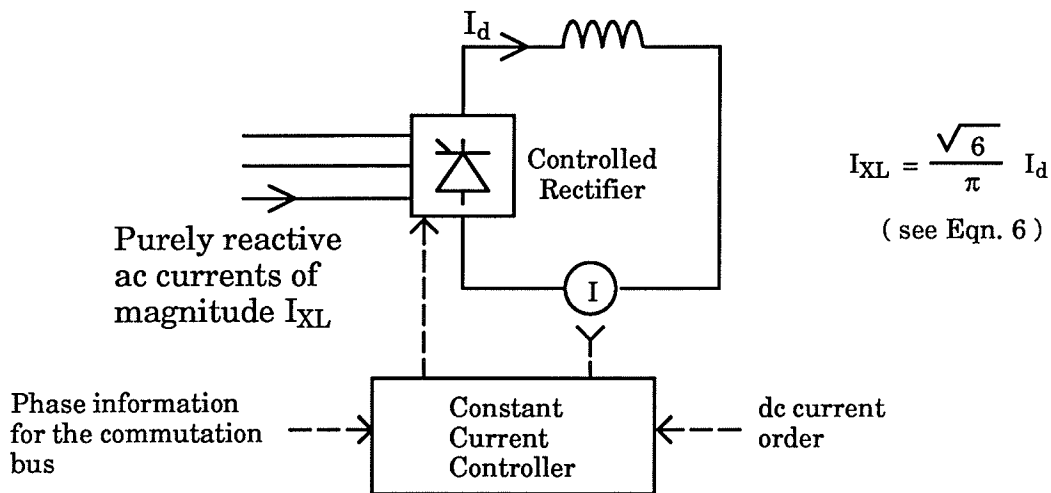 I_d
Controlled
Rectifier
I_XL = √6 / π I_d
( see Eqn. 6 )
Purely reactive
ac currents of
magnitude I_XL
I
Phase information
for the commutation
bus
Constant
Current
Controller
dc current
order